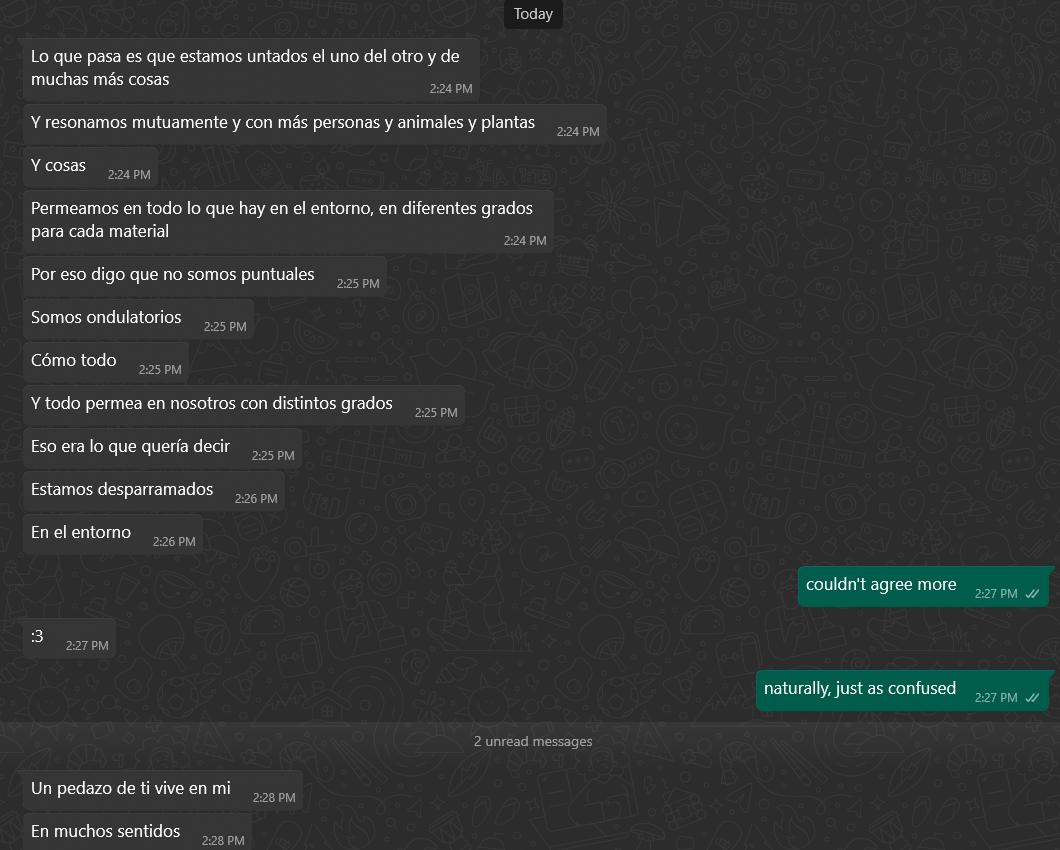 Today
Lo que pasa es que estamos untados el uno del otro y de
muchas más cosas
2:24 PM
Y resonamos mutuamente y con más personas y animales y plantas
2:24 PM
Y cosas
2:24 PM
Permeamos en todo lo que hay en el entorno, en diferentes grados
para cada material
2:24 PM
Por eso digo que no somos puntuales
2:25 PM
Somos ondulatorios
2:25 PM
Cómo todo
2:25 PM
Y todo permea en nosotros con distintos grados
2:25 PM
Eso era lo que quería decir
2:25 PM
Estamos desparramados
2:26 PM
En el entorno
2:26 PM
couldn't agree more
2:27 PM
:3
2:27 PM
naturally, just as confused
2:27 PM
2 unread messages
Un pedazo de ti vive en mi
2:28 PM
En muchos sentidos
2:28 PM